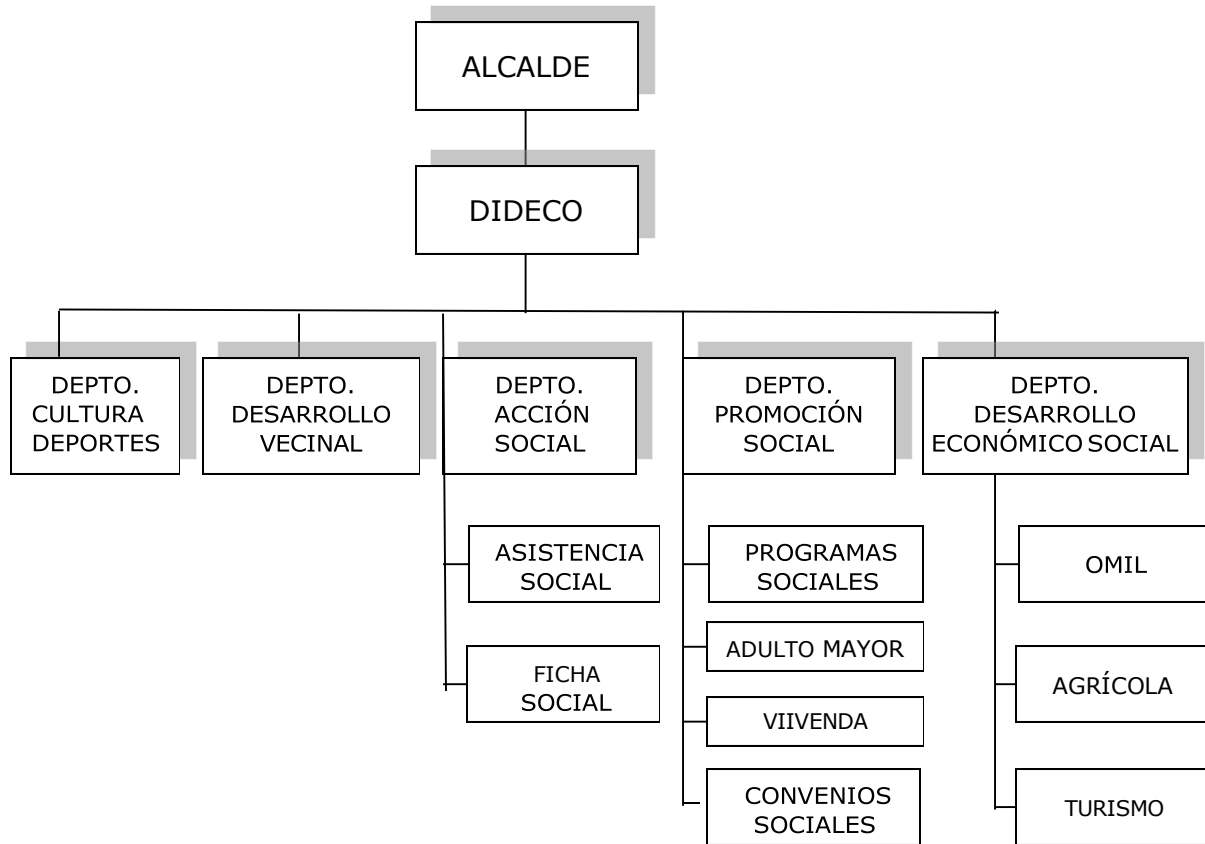 ALCALDE
DIDECO
DEPTO.
CULTURA
DEPORTES
DEPTO.
DESARROLLO
VECINAL
DEPTO.
ACCIÓN
SOCIAL
DEPTO.
PROMOCIÓN
SOCIAL
DEPTO.
DESARROLLO
ECONÓMICO SOCIAL
ASISTENCIA
SOCIAL
FICHA
SOCIAL
PROGRAMAS
SOCIALES
ADULTO MAYOR
VIIVENDA
CONVENIOS
SOCIALES
OMIL
AGRÍCOLA
TURISMO